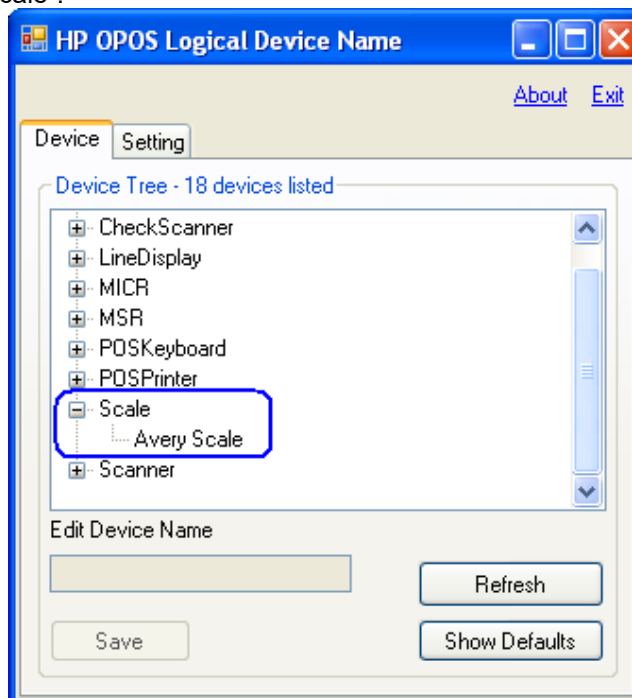 cale".
HP OPOS Logical Device Name
About Exit
Device Setting
Device Tree - 18 devices listed
CheckScanner
LineDisplay
MICR
MSR
POSKeyboard
POSPrinter
Scale
Avery Scale
Scanner
Edit Device Name
Refresh
Save Show Defaults